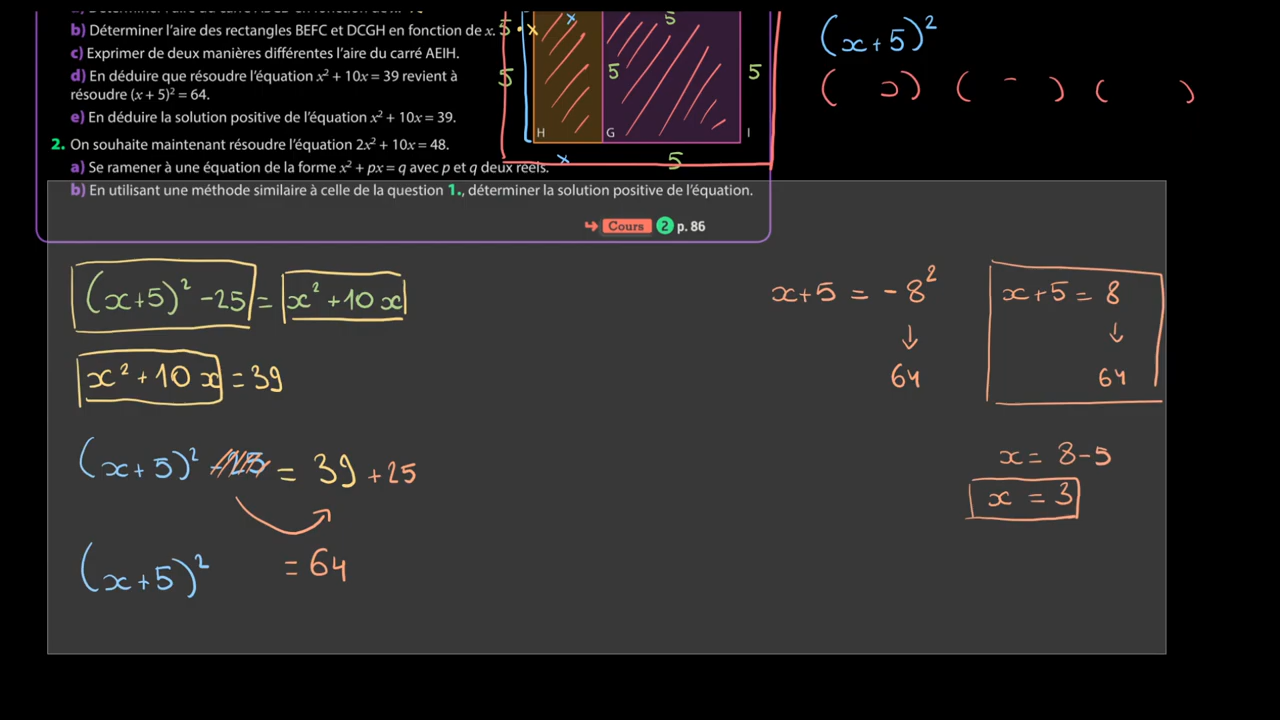 b) Déterminer l'aire des rectangles BEFC et DCGH en fonction de x.
c) Exprimer de deux manières différentes l'aire du carré AEIH.
d) En déduire que résoudre l'équation x² + 10x = 39 revient à
résoudre (x + 5)² = 64.
e) En déduire la solution positive de l'équation x² + 10x = 39.
2. On souhaite maintenant résoudre l'équation 2x² + 10x = 48.
a) Se ramener à une équation de la forme x² + px = q avec p et q deux réels.
b) En utilisant une méthode similaire à celle de la question 1., déterminer la solution positive de l'équation.
Cours 2 p. 86
x 5
5 • x
5 5 5
H G I
x 5
(x+5)²
( ) ( - ) ( )
(x+5)² -25 = x² +10 x
x² +10 x = 39
(x+5)² -25 = 39 +25
(x+5)² = 64
x+5 = -8²
↓
64
x+5 = 8
↓
64
x = 8-5
x = 3